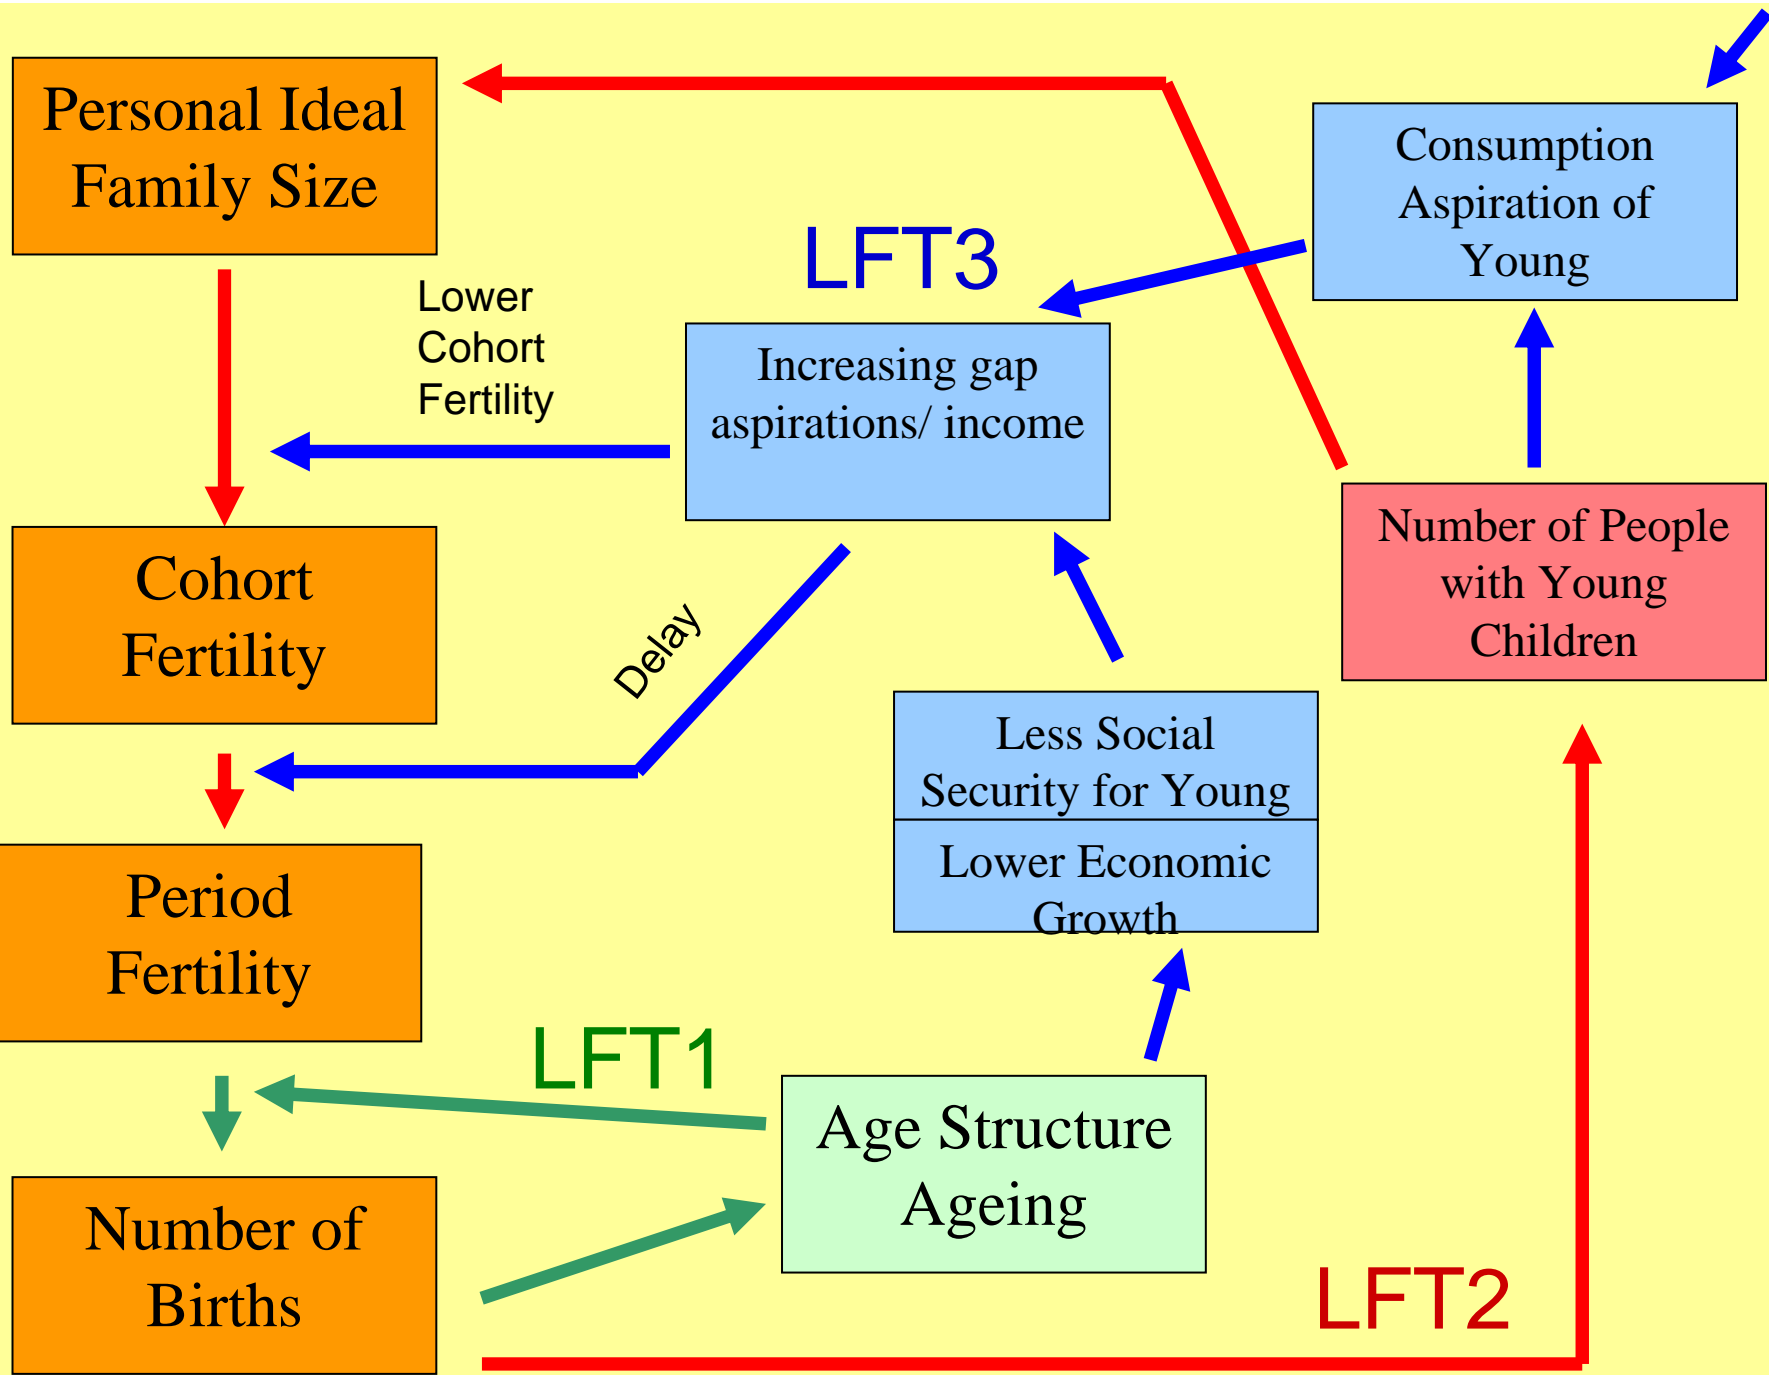 Personal Ideal
Family Size
Consumption
Aspiration of
Young
LFT3
Lower
Cohort
Fertility
Increasing gap
aspirations/ income
Number of People
with Young
Children
Cohort
Fertility
Delay
Less Social
Security for Young
Lower Economic
Growth
Period
Fertility
LFT1
Age Structure
Ageing
Number of
Births
LFT2